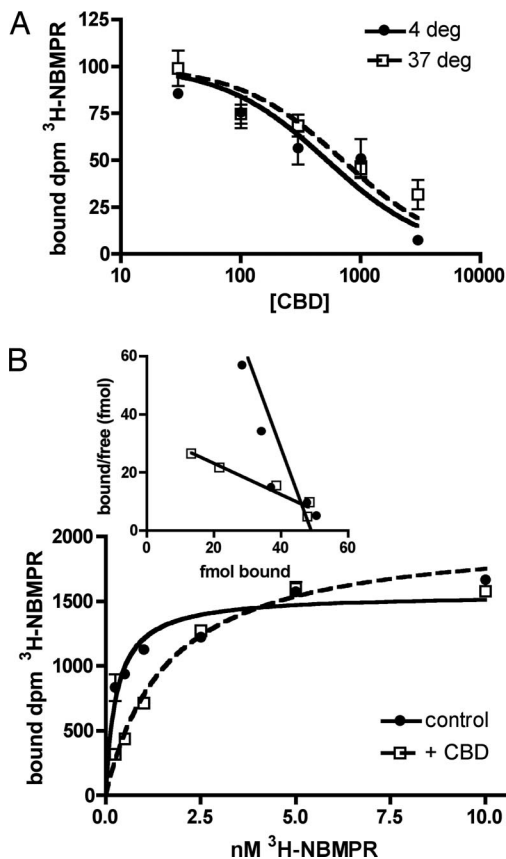 A
bound dpm ³H-NBMPR
125
100
75
50
25
0
10
100
1000
10000
[CBD]
4 deg
37 deg
B
bound/free (fmol)
60
40
20
0
0
20
40
60
fmol bound
bound dpm ³H-NBMPR
2000
1500
1000
500
0
0.0
2.5
5.0
7.5
10.0
nM ³H-NBMPR
control
+ CBD